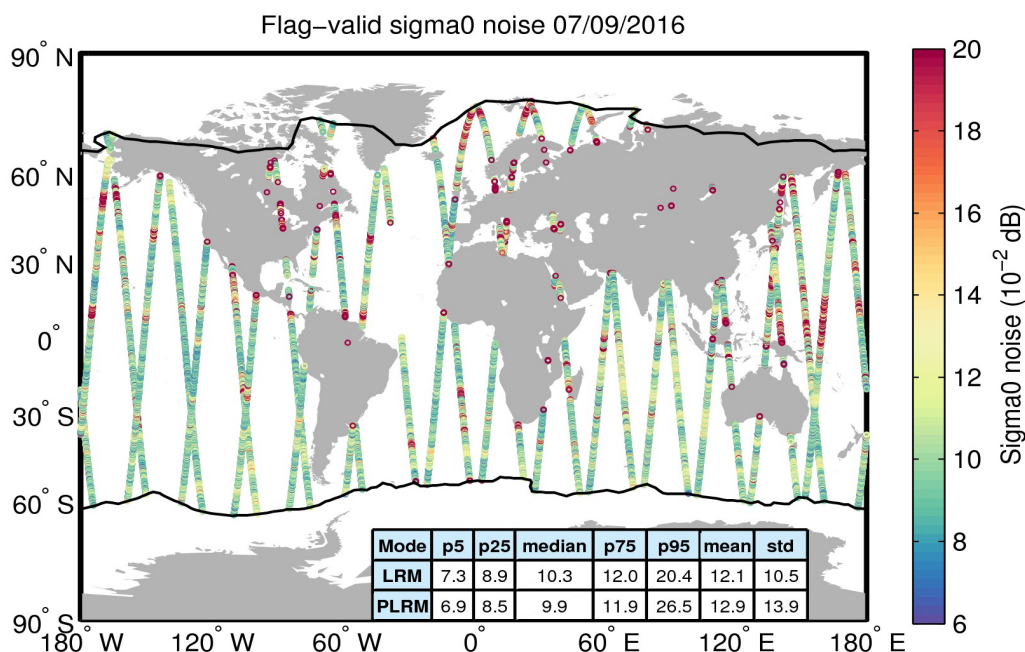 Flag-valid sigma0 noise 07/09/2016
90° N
60° N
30° N
0°
30° S
60° S
90° S
180° W
120° W
60° W
0°
60° E
120° E
180° E
Mode p5 p25 median p75 p95 mean std
LRM 7.3 8.9 10.3 12.0 20.4 12.1 10.5
PLRM 6.9 8.5 9.9 11.9 26.5 12.9 13.9
20
18
16
14
12
10
8
6
Sigma0 noise (10⁻² dB)